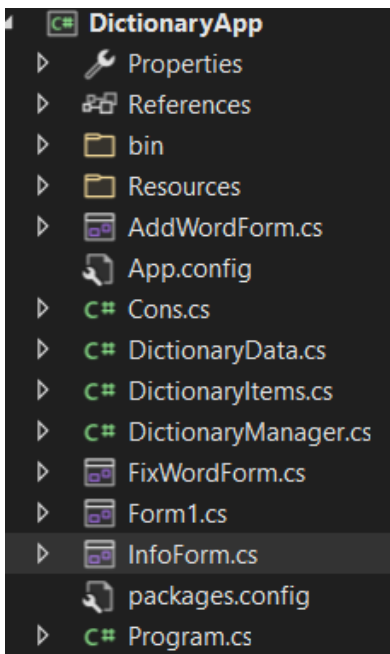 C# DictionaryApp
Properties
References
bin
Resources
AddWordForm.cs
App.config
C# Cons.cs
C# DictionaryData.cs
C# DictionaryItems.cs
C# DictionaryManager.cs
FixWordForm.cs
Form1.cs
InfoForm.cs
packages.config
C# Program.cs